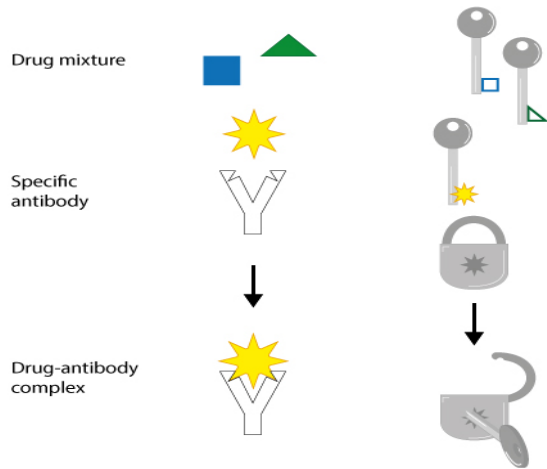 Drug mixture
Specific
antibody
Drug-antibody
complex